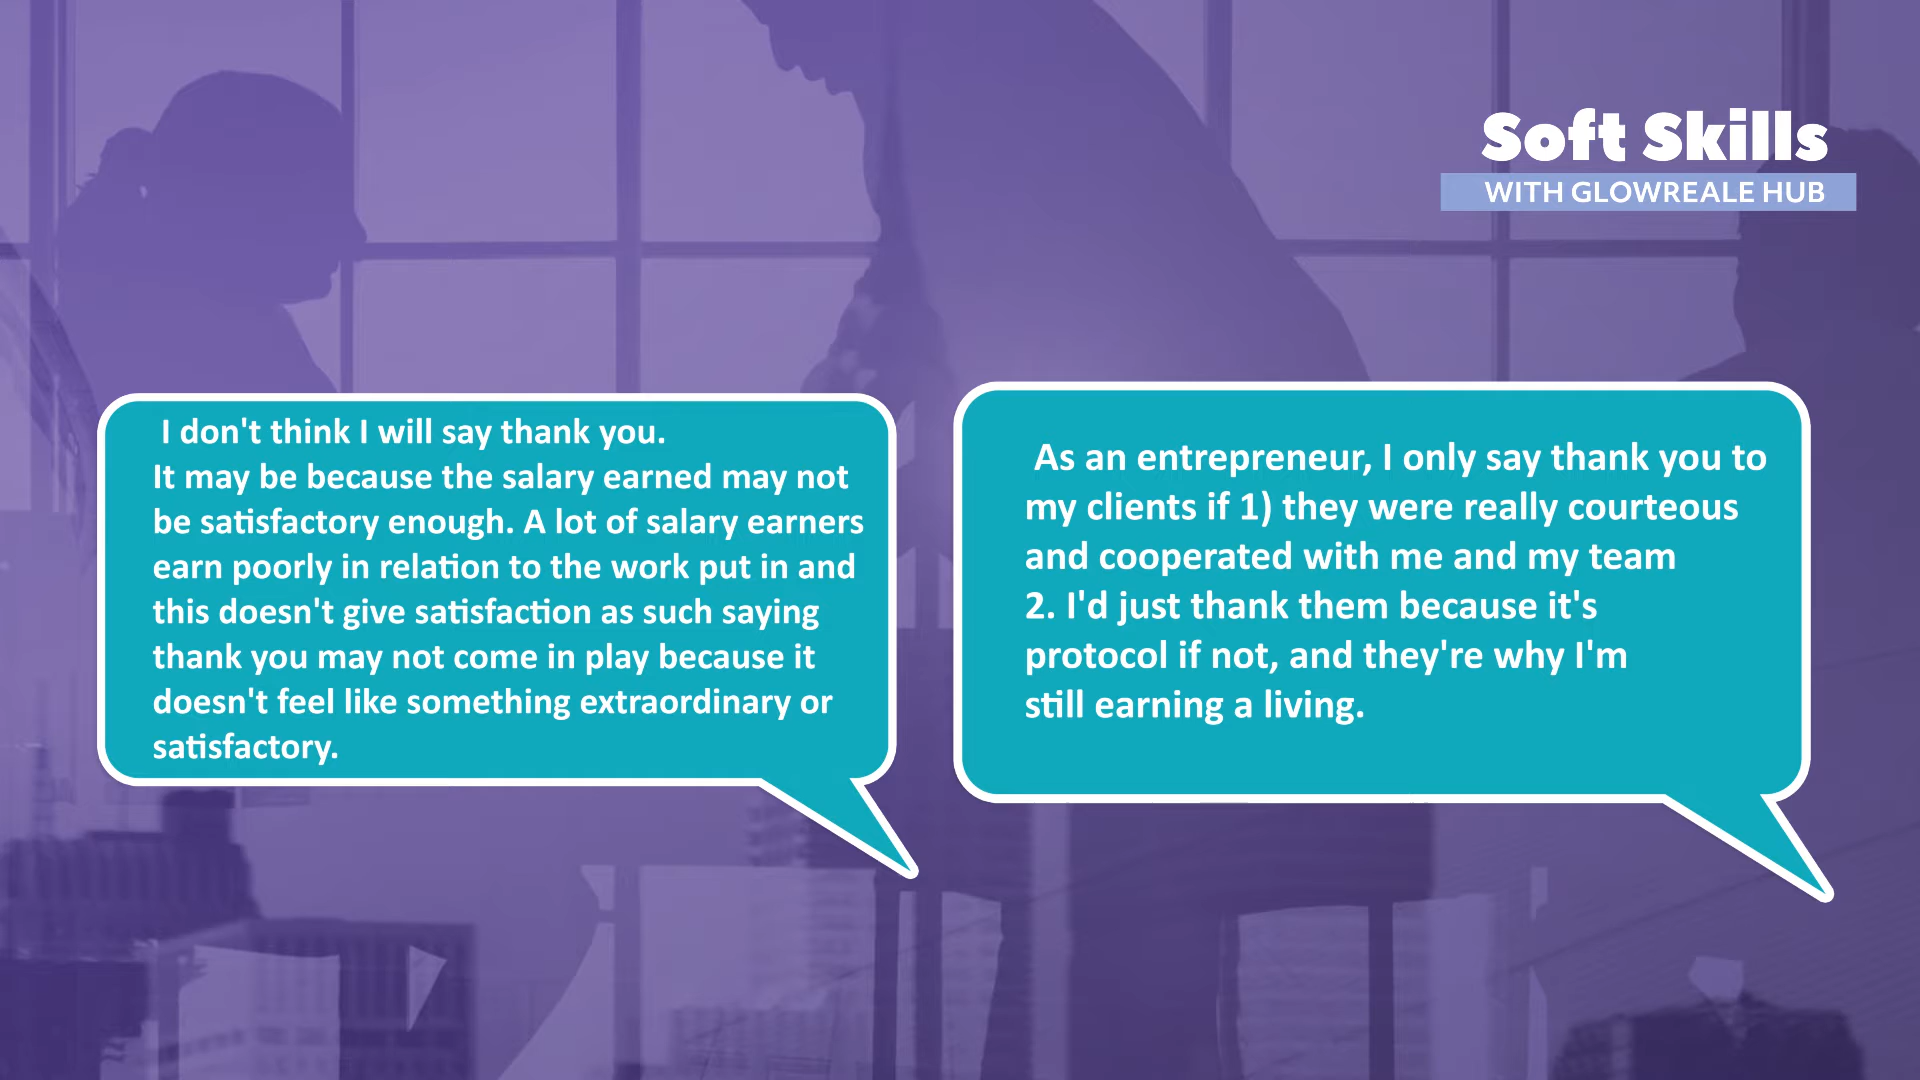 Soft Skills
WITH GLOWREALE HUB
I don't think I will say thank you.
It may be because the salary earned may not
be satisfactory enough. A lot of salary earners
earn poorly in relation to the work put in and
this doesn't give satisfaction as such saying
thank you may not come in play because it
doesn't feel like something extraordinary or
satisfactory.
As an entrepreneur, I only say thank you to
my clients if 1) they were really courteous
and cooperated with me and my team
2. I'd just thank them because it's
protocol if not, and they're why I'm
still earning a living.